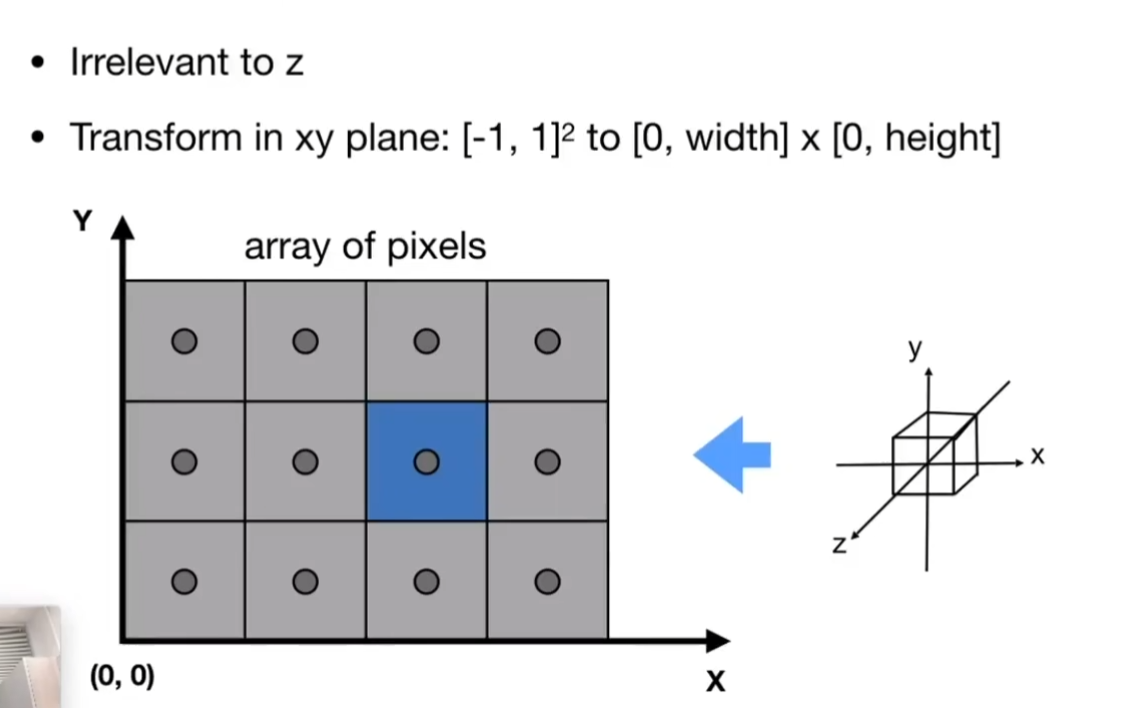 • Irrelevant to z
• Transform in xy plane: [-1, 1]² to [0, width] x [0, height]
Y
array of pixels
y
x
z
(0, 0)
X